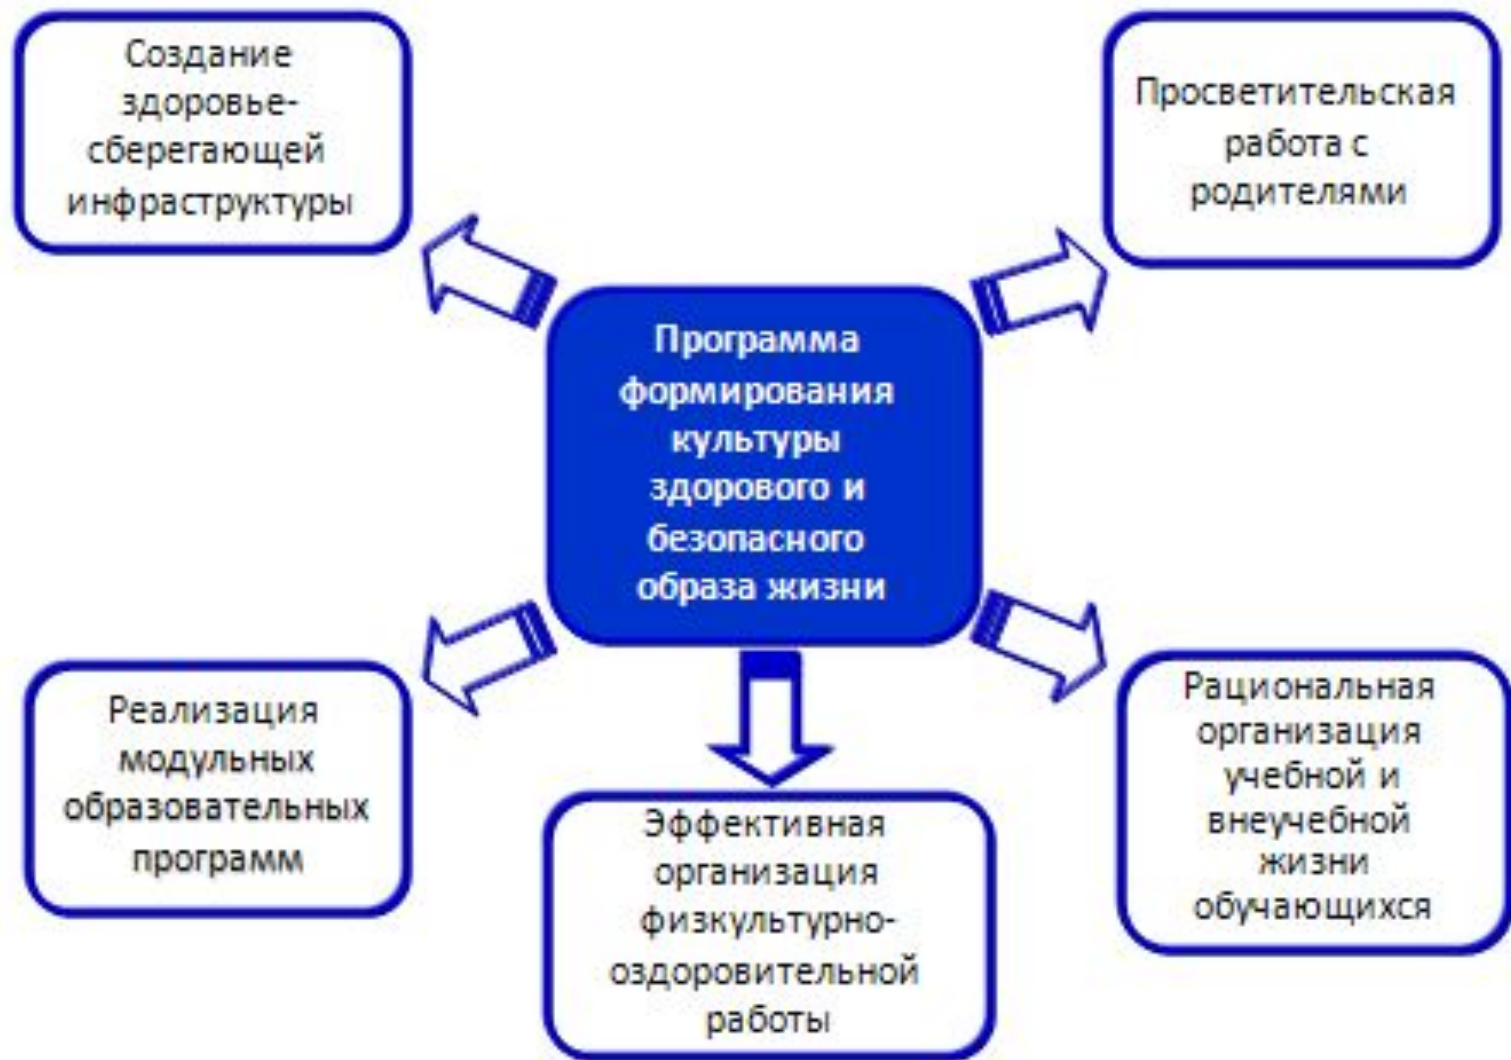 Создание
здоровье-
сберегающей
инфраструктуры
Просветительская
работа с
родителями
Программа
формирования
культуры
здорового и
безопасного
образа жизни
Реализация
модульных
образовательных
программ
Эффективная
организация
физкультурно-
оздоровительной
работы
Рациональная
организация
учебной и
внеучебной
жизни
обучающихся